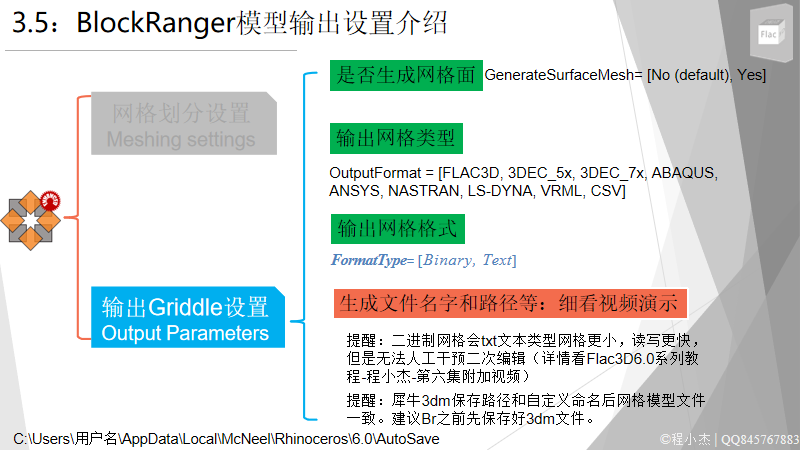 3.5：BlockRanger模型输出设置介绍
Flac
是否生成网格面
GenerateSurfaceMesh= [No (default), Yes]
网格划分设置
Meshing settings
输出网格类型
OutputFormat = [FLAC3D, 3DEC_5x, 3DEC_7x, ABAQUS,
ANSYS, NASTRAN, LS-DYNA, VRML, CSV]
输出网格格式
FormatType= [Binary, Text]
输出Griddle设置
Output Parameters
生成文件名字和路径等：细看视频演示
提醒：二进制网格会txt文本类型网格更小，读写更快，
但是无法人工干预二次编辑（详情看Flac3D6.0系列教
程-程小杰-第六集附加视频）
提醒：犀牛3dm保存路径和自定义命名后网格模型文件
一致。建议Br之前先保存好3dm文件。
C:\Users\用户名\AppData\Local\McNeel\Rhinoceros\6.0\AutoSave
©程小杰 | QQ845767883